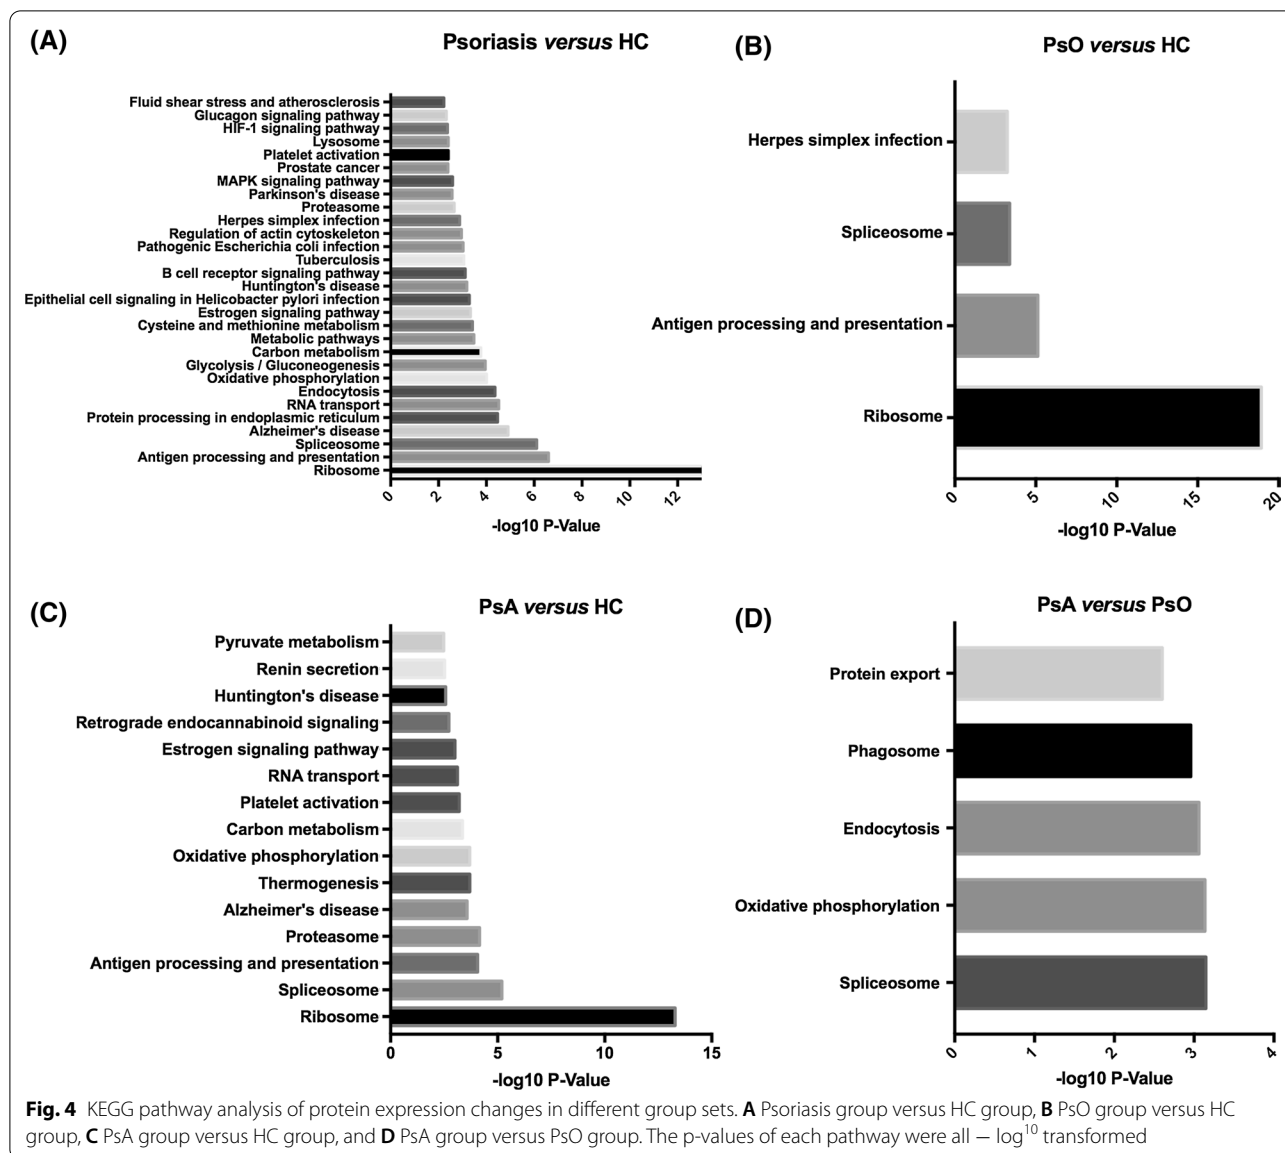 (A)
Psoriasis versus HC
Fluid shear stress and atherosclerosis
Glucagon signaling pathway
HIF-1 signaling pathway
Lysosome
Platelet activation
Prostate cancer
MAPK signaling pathway
Parkinson's disease
Proteasome
Herpes simplex infection
Regulation of actin cytoskeleton
Pathogenic Escherichia coli infection
Tuberculosis
B cell receptor signaling pathway
Huntington's disease
Epithelial cell signaling in Helicobacter pylori infection
Estrogen signaling pathway
Cysteine and methionine metabolism
Metabolic pathways
Carbon metabolism
Glycolysis / Gluconeogenesis
Oxidative phosphorylation
Endocytosis
RNA transport
Protein processing in endoplasmic reticulum
Alzheimer's disease
Spliceosome
Antigen processing and presentation
Ribosome
0 2 4 6 8 10 12
-log10 P-Value
(B)
PsO versus HC
Herpes simplex infection
Spliceosome
Antigen processing and presentation
Ribosome
0 5 10 15 20
-log10 P-Value
(C)
PsA versus HC
Pyruvate metabolism
Renin secretion
Huntington's disease
Retrograde endocannabinoid signaling
Estrogen signaling pathway
RNA transport
Platelet activation
Carbon metabolism
Oxidative phosphorylation
Thermogenesis
Alzheimer's disease
Proteasome
Antigen processing and presentation
Spliceosome
Ribosome
0 5 10 15
-log10 P-Value
(D)
PsA versus PsO
Protein export
Phagosome
Endocytosis
Oxidative phosphorylation
Spliceosome
0 1 2 3 4
-log10 P-Value
Fig. 4 KEGG pathway analysis of protein expression changes in different group sets. A Psoriasis group versus HC group, B PsO group versus HC
group, C PsA group versus HC group, and D PsA group versus PsO group. The p-values of each pathway were all − log10 transformed